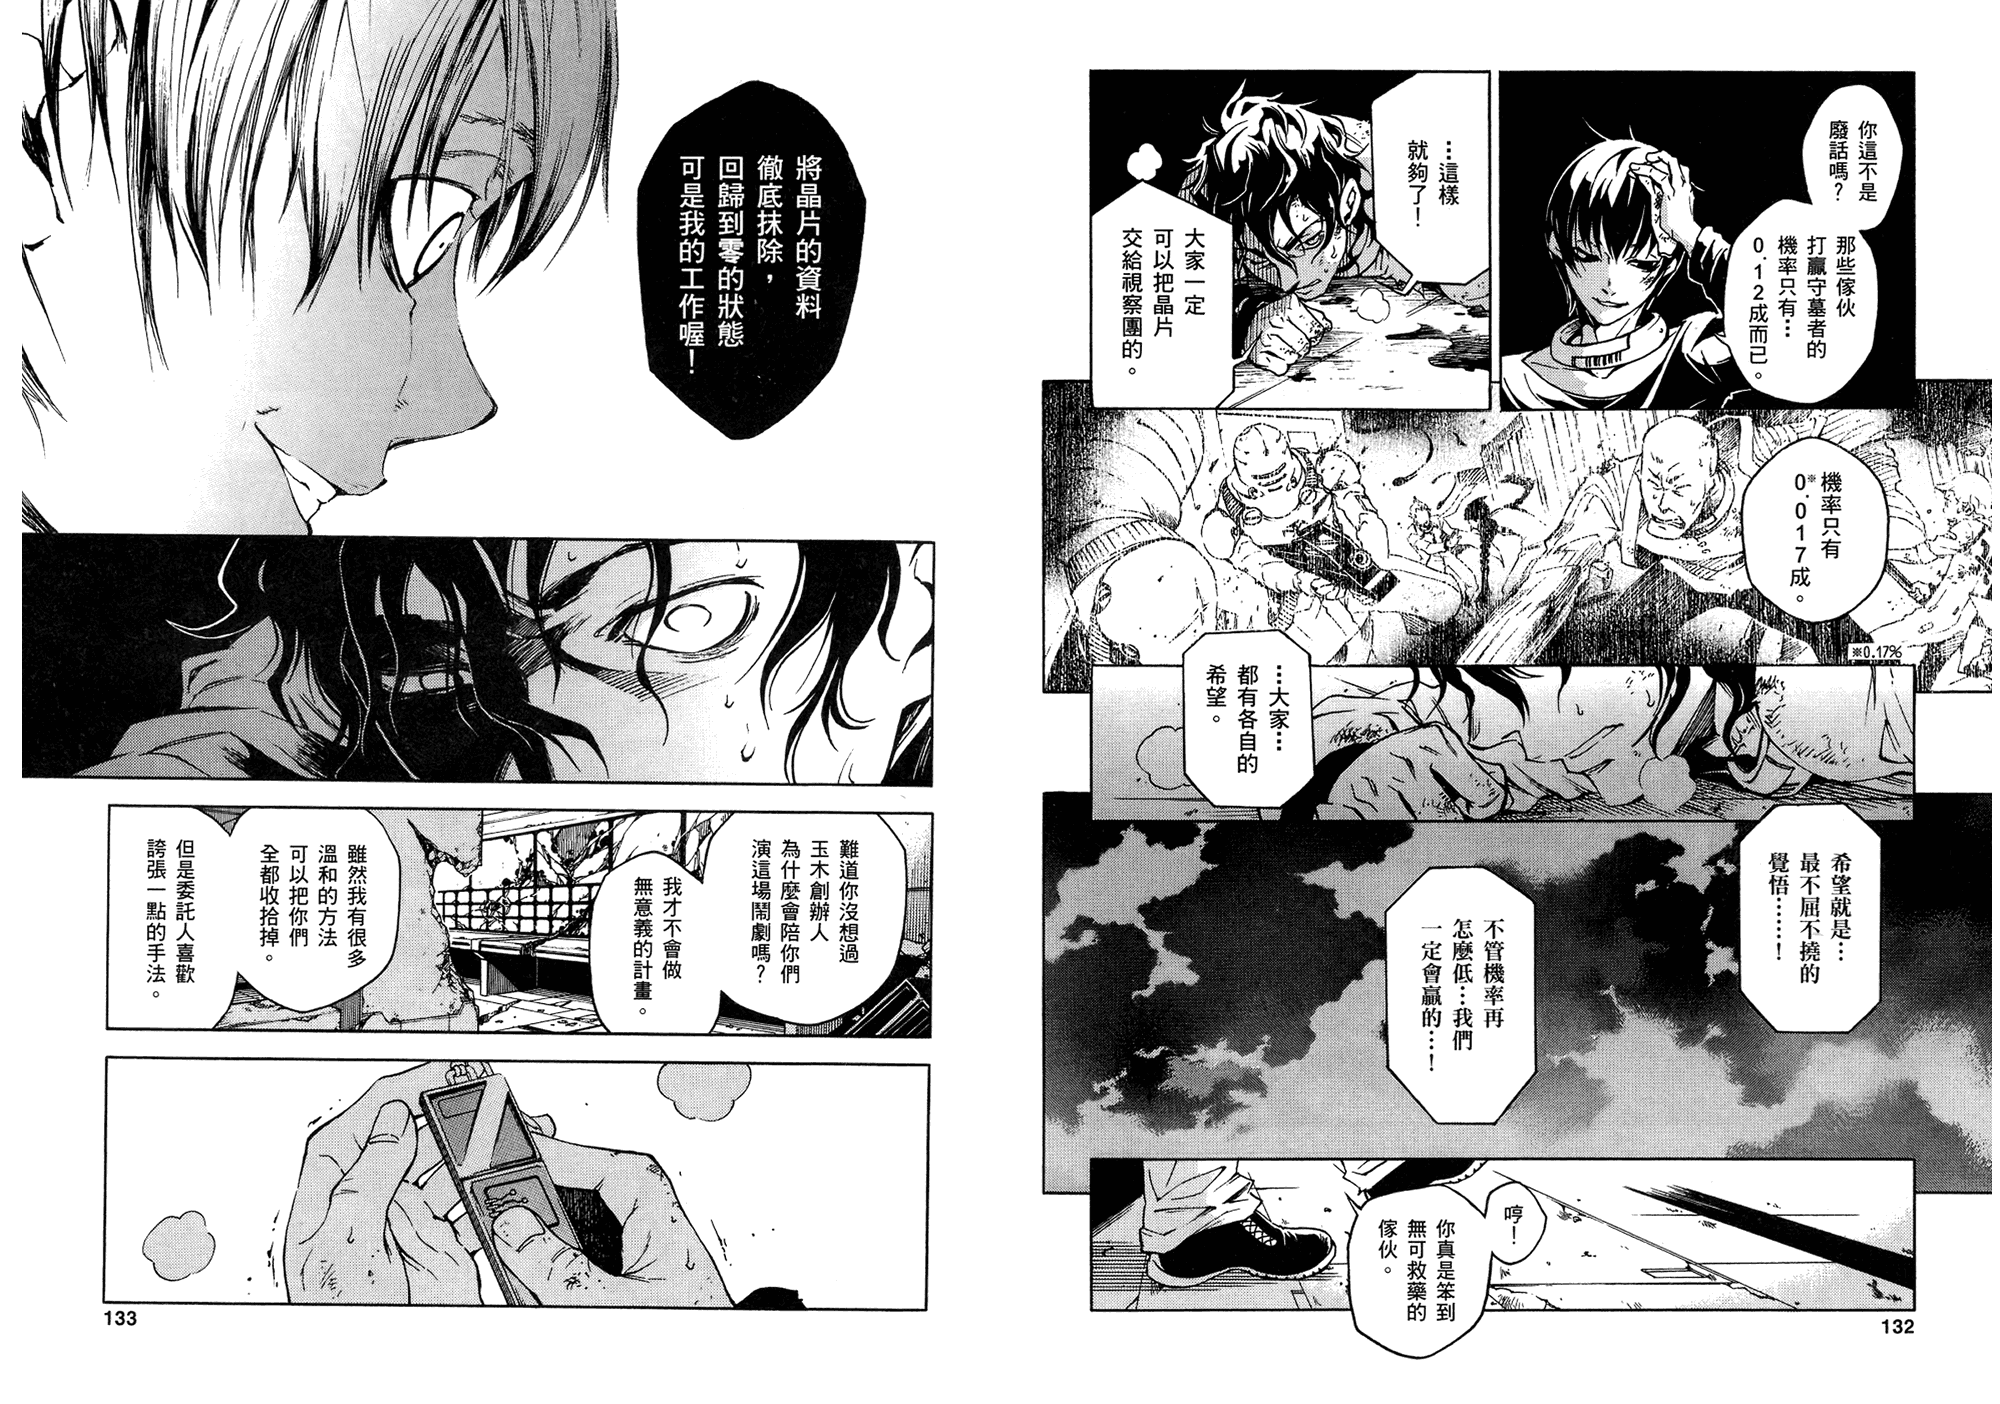 你這不是
廢話嗎？
那些傢伙
打贏守墓者的
機率只有…
0.12成而已。
…這樣
就夠了！
大家一定
可以把晶片
交給視察團的。
機率只有
※0.017成。
※0.17%
…大家…
都有各自的
希望。
希望就是…
最不屈不撓的
覺悟……！
不管機率再
怎麼低…我們
一定會贏的…！
哼！
你真是笨到
無可救藥的
傢伙。
132
將晶片的資料
徹底抹除，
回歸到零的狀態
可是我的工作喔！
難道你沒想過
玉木創辦人
為什麼會陪你們
演這場鬧劇嗎？
我才不會做
無意義的計畫。
雖然我有很多
溫和的方法
可以把你們
全都收拾掉。
但是委託人喜歡
誇張一點的手法。
133